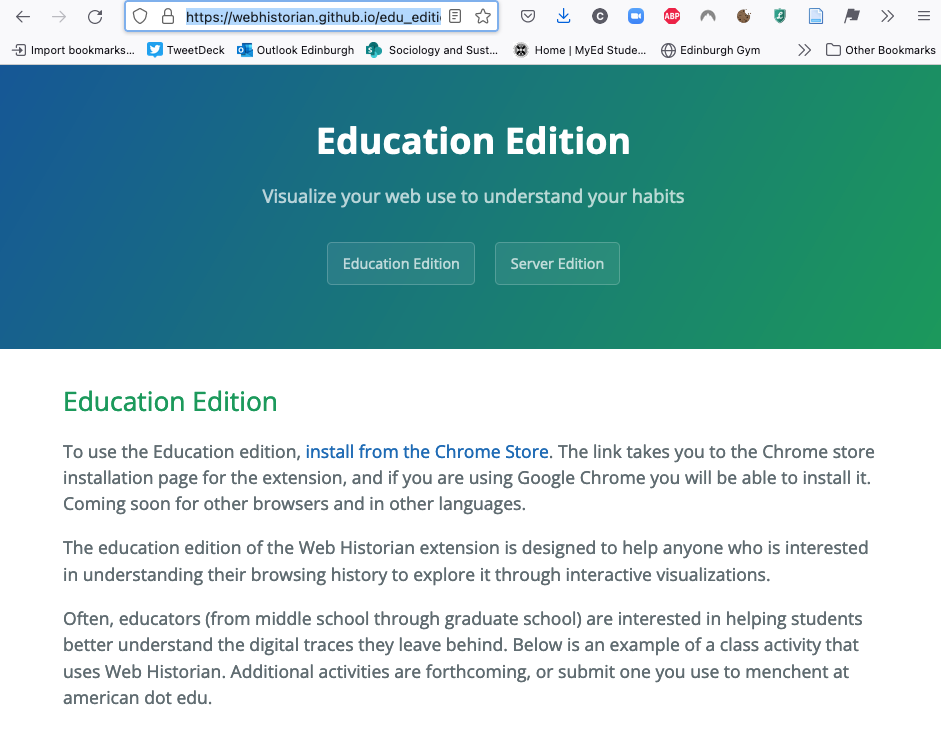 https://webhistorian.github.io/edu_editi
ABP
Import bookmarks... TweetDeck Outlook Edinburgh Sociology and Sust... Home | MyEd Stude... Edinburgh Gym Other Bookmarks
Education Edition
Visualize your web use to understand your habits
Education Edition Server Edition
Education Edition
To use the Education edition, install from the Chrome Store. The link takes you to the Chrome store
installation page for the extension, and if you are using Google Chrome you will be able to install it.
Coming soon for other browsers and in other languages.
The education edition of the Web Historian extension is designed to help anyone who is interested
in understanding their browsing history to explore it through interactive visualizations.
Often, educators (from middle school through graduate school) are interested in helping students
better understand the digital traces they leave behind. Below is an example of a class activity that
uses Web Historian. Additional activities are forthcoming, or submit one you use to menchent at
american dot edu.